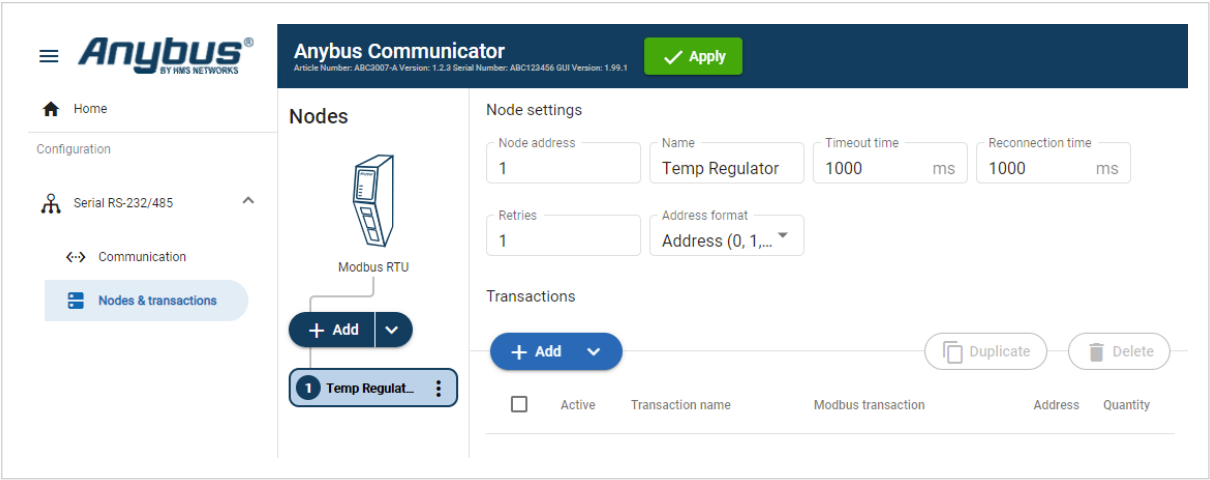 Anybus®
BY HMS NETWORKS
Anybus Communicator
Article Number: ABC3007-A Version: 1.2.3 Serial Number: ABC123456 GUI Version: 1.99.1
Apply
Home
Configuration
Serial RS-232/485
Communication
Nodes & transactions
Nodes
Modbus RTU
Add
1 Temp Regulat...
Node settings
Node address
1
Name
Temp Regulator
Timeout time
1000 ms
Reconnection time
1000 ms
Retries
1
Address format
Address (0, 1,...
Transactions
Add
Duplicate
Delete
Active Transaction name Modbus transaction Address Quantity